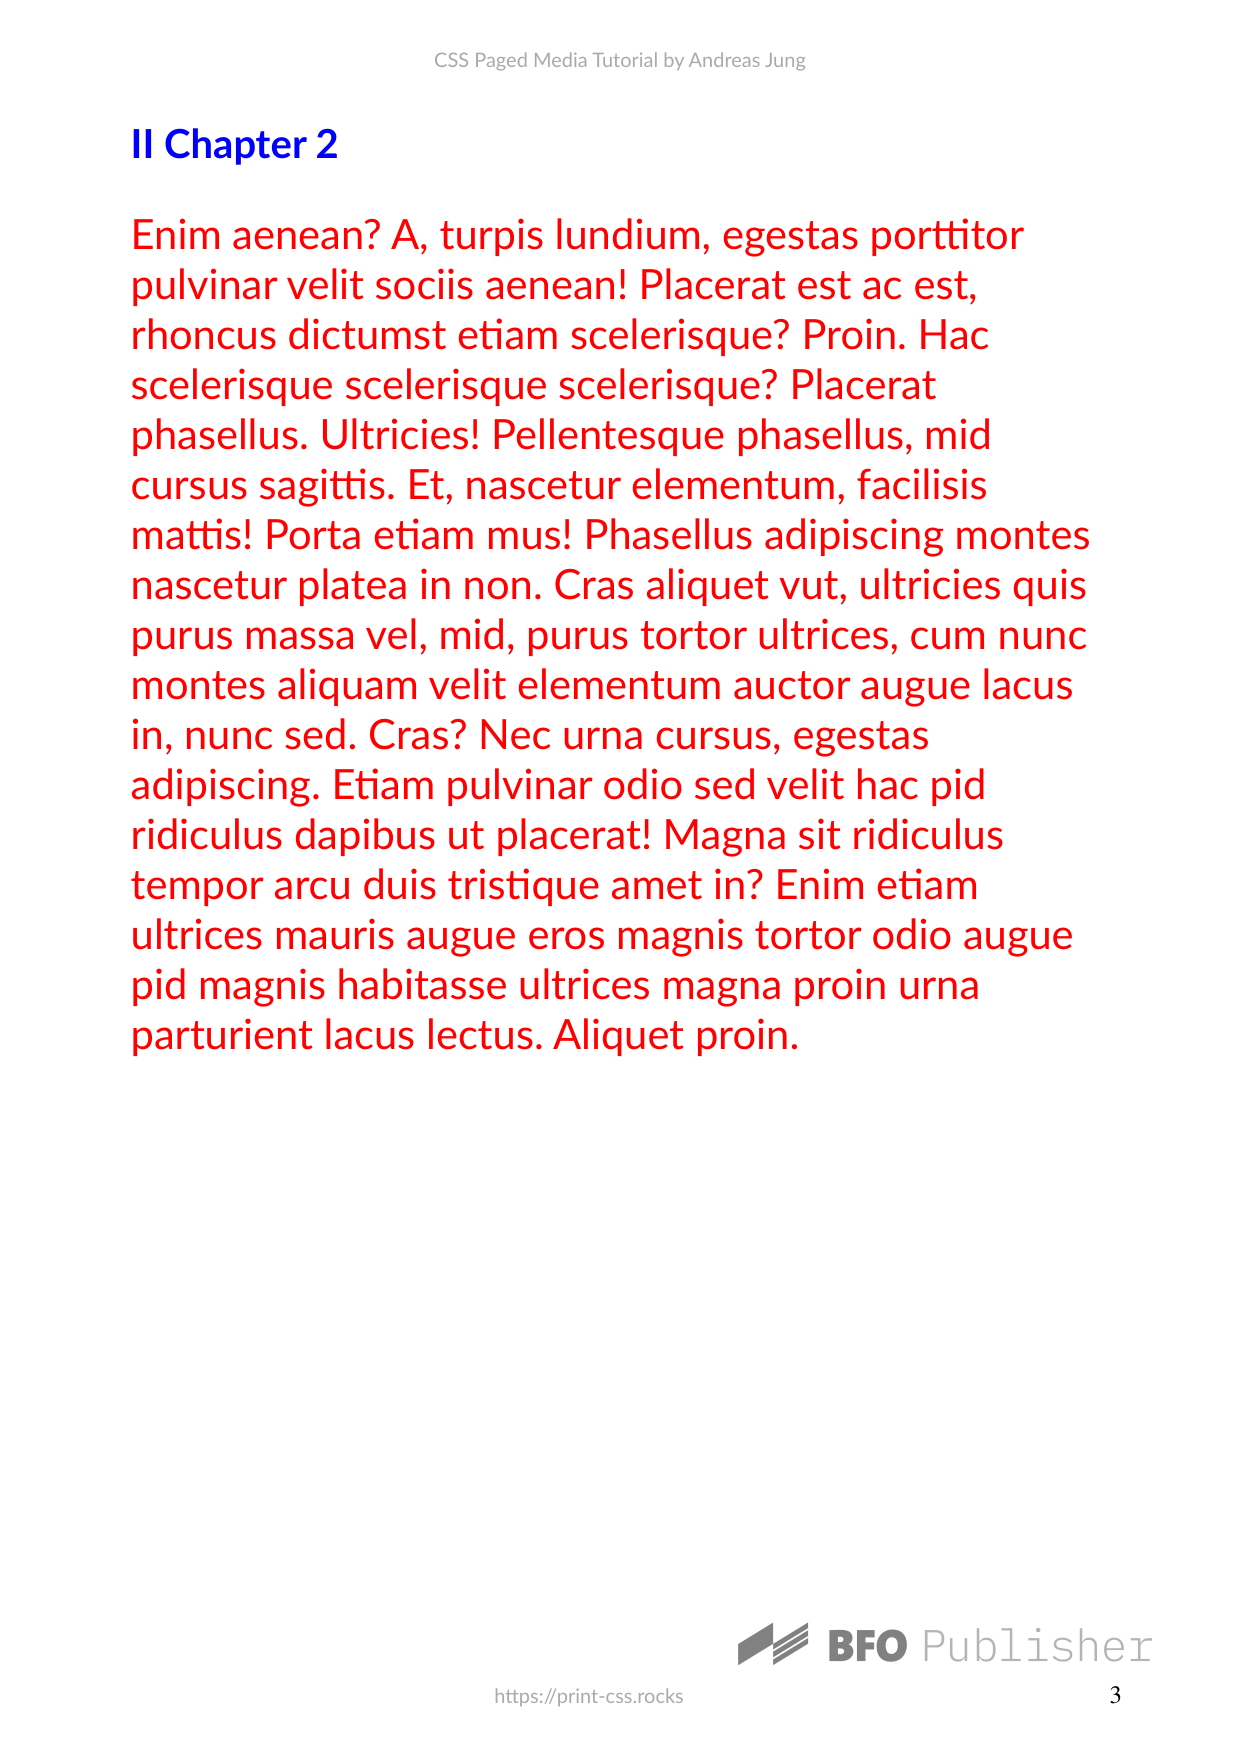 CSS Paged Media Tutorial by Andreas Jung
II Chapter 2
Enim aenean? A, turpis lundium, egestas porttitor
pulvinar velit sociis aenean! Placerat est ac est,
rhoncus dictumst etiam scelerisque? Proin. Hac
scelerisque scelerisque scelerisque? Placerat
phasellus. Ultricies! Pellentesque phasellus, mid
cursus sagittis. Et, nascetur elementum, facilisis
mattis! Porta etiam mus! Phasellus adipiscing montes
nascetur platea in non. Cras aliquet vut, ultricies quis
purus massa vel, mid, purus tortor ultrices, cum nunc
montes aliquam velit elementum auctor augue lacus
in, nunc sed. Cras? Nec urna cursus, egestas
adipiscing. Etiam pulvinar odio sed velit hac pid
ridiculus dapibus ut placerat! Magna sit ridiculus
tempor arcu duis tristique amet in? Enim etiam
ultrices mauris augue eros magnis tortor odio augue
pid magnis habitasse ultrices magna proin urna
parturient lacus lectus. Aliquet proin.
BFO Publisher
https://print-css.rocks 3